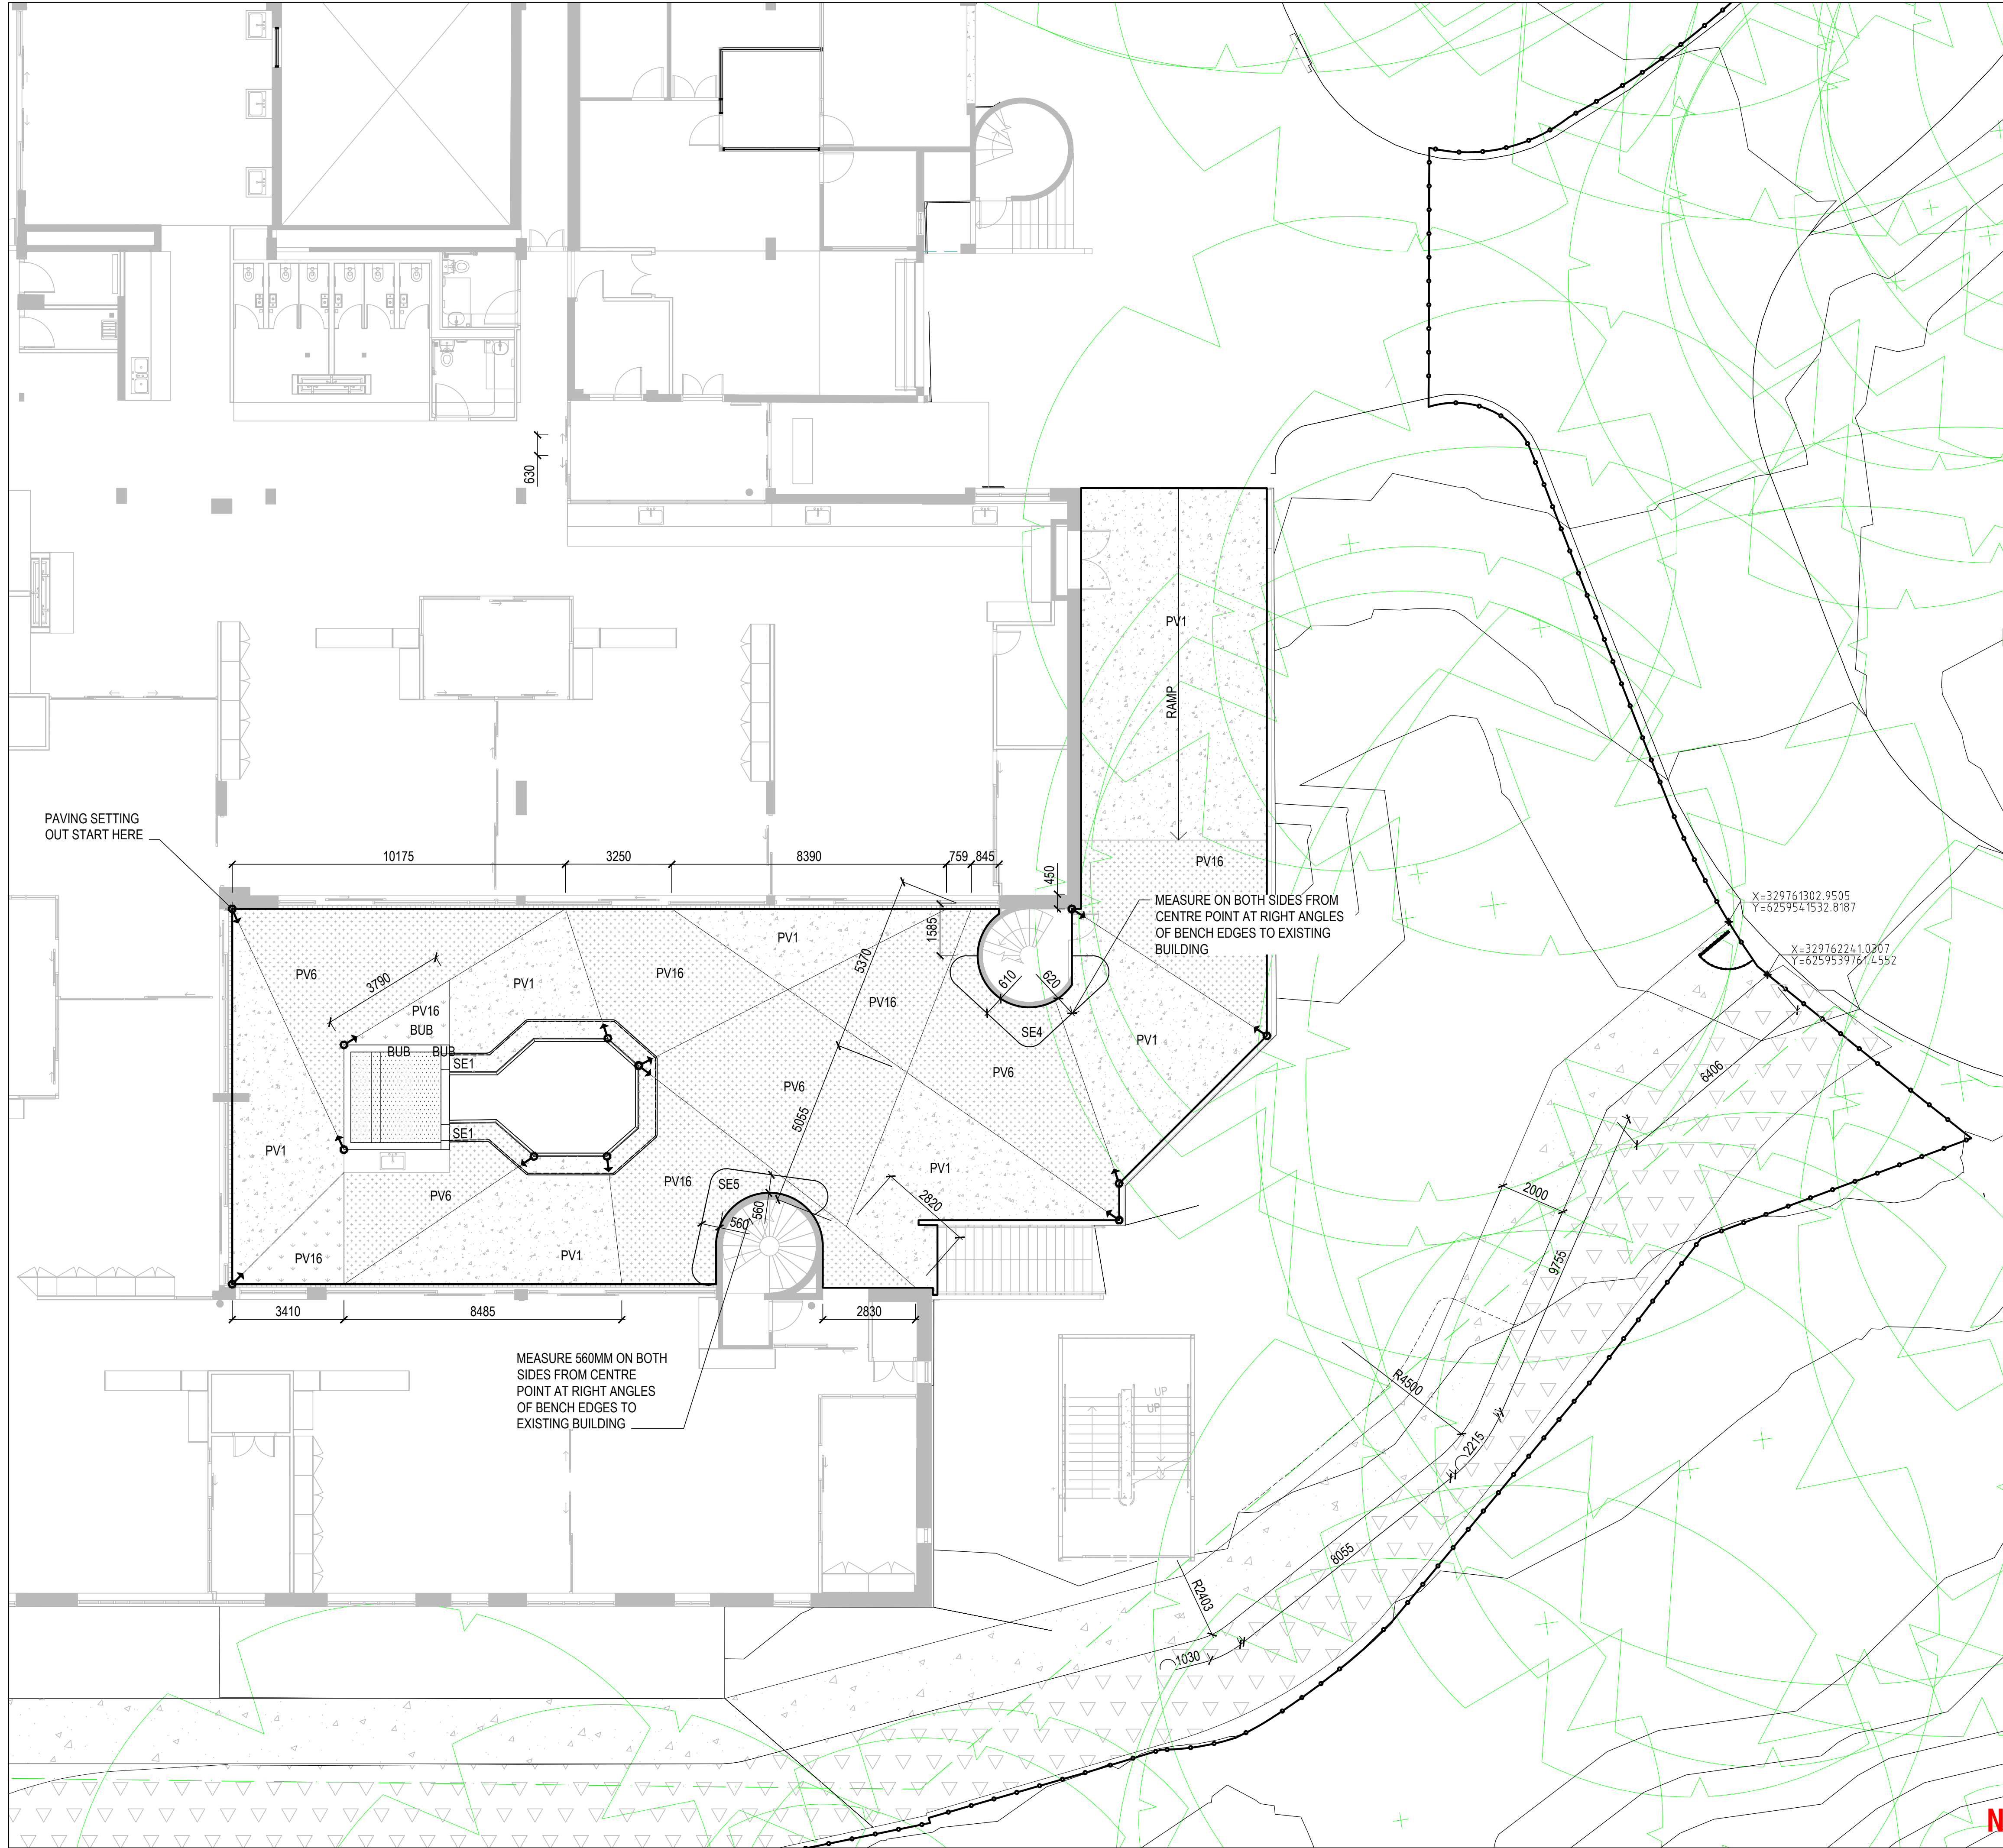 630
PV1
RAMP
PAVING SETTING
OUT START HERE
10175
3250
8390
759
845
450
PV16
MEASURE ON BOTH SIDES FROM
CENTRE POINT AT RIGHT ANGLES
OF BENCH EDGES TO EXISTING
BUILDING
X=329761302.9505
Y=6259541532.8187
X=329762241.0307
Y=6259539761.4552
1585
5370
PV1
PV16
PV6
PV1
3790
PV16
BUB
PV16
610
620
SE4
PV1
BUB
BUB
SE1
PV6
PV6
6406
5055
SE1
PV1
PV1
PV16
SE5
PV6
2820
2000
560
560
9755
PV16
PV1
3410
8485
2830
MEASURE 560MM ON BOTH
SIDES FROM CENTRE
POINT AT RIGHT ANGLES
OF BENCH EDGES TO
EXISTING BUILDING
UP
UP
R4500
2215
8055
R2403
1030
N